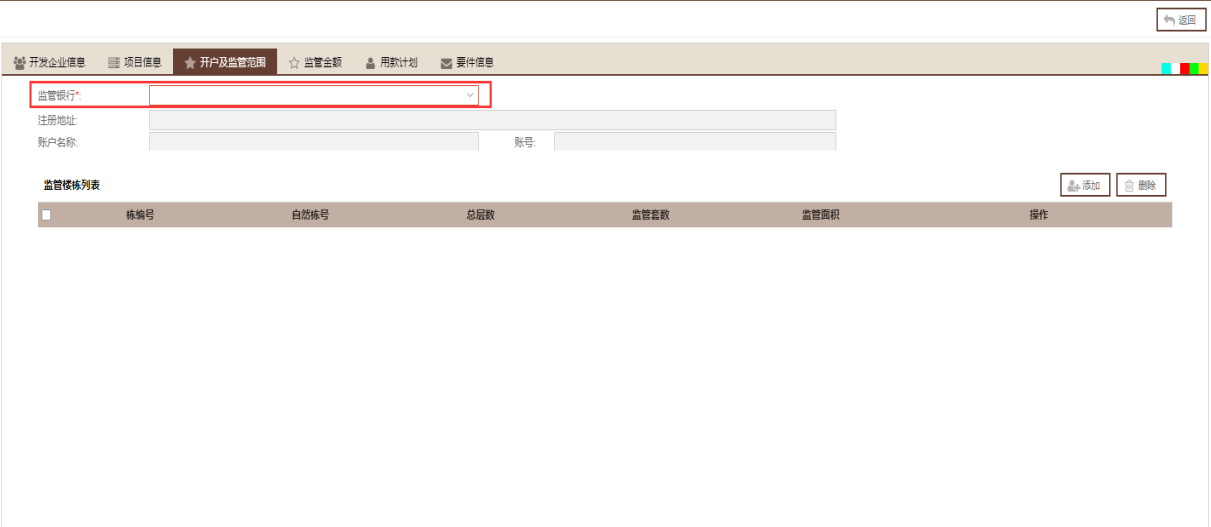 返回
开发企业信息 项目信息 开户及监管范围 监管金额 用款计划 要件信息
监管银行*:
注册地址:
账户名称: 账号:
监管楼栋列表 添加 删除
栋编号 自然栋号 总层数 监管套数 监管面积 操作